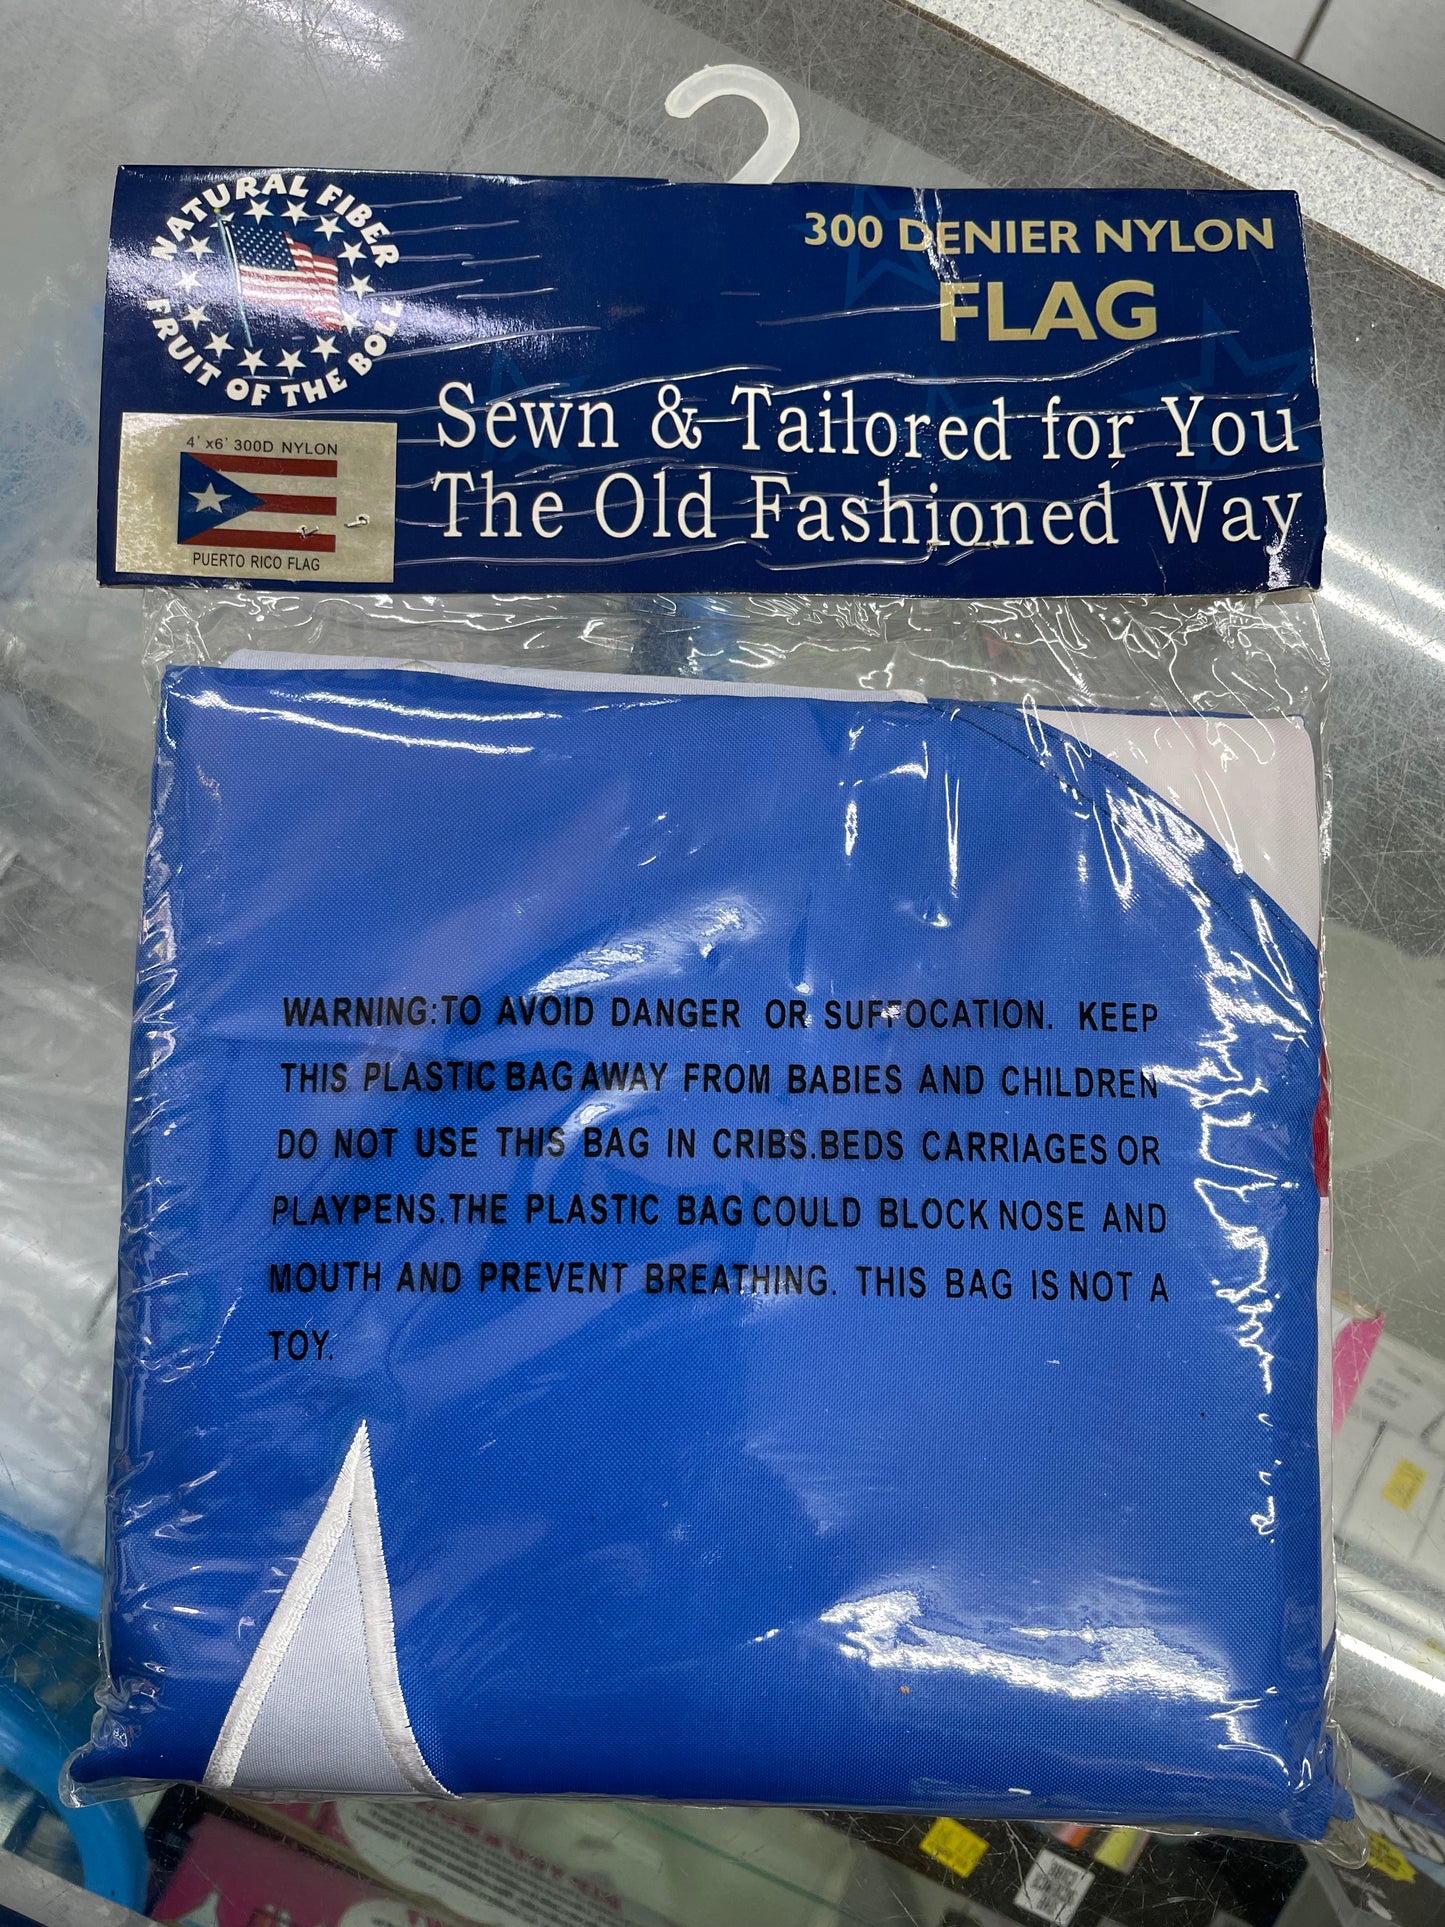 NATURAL FIBER
FRUIT OF THE BOLL
300 DENIER NYLON
FLAG
Sewn & Tailored for You
The Old Fashioned Way
4' x6' 300D NYLON
PUERTO RICO FLAG
WARNING:TO AVOID DANGER OR SUFFOCATION. KEEP
THIS PLASTIC BAG AWAY FROM BABIES AND CHILDREN
DO NOT USE THIS BAG IN CRIBS.BEDS CARRIAGES OR
PLAYPENS.THE PLASTIC BAG COULD BLOCK NOSE AND
MOUTH AND PREVENT BREATHING. THIS BAG IS NOT A
TOY.